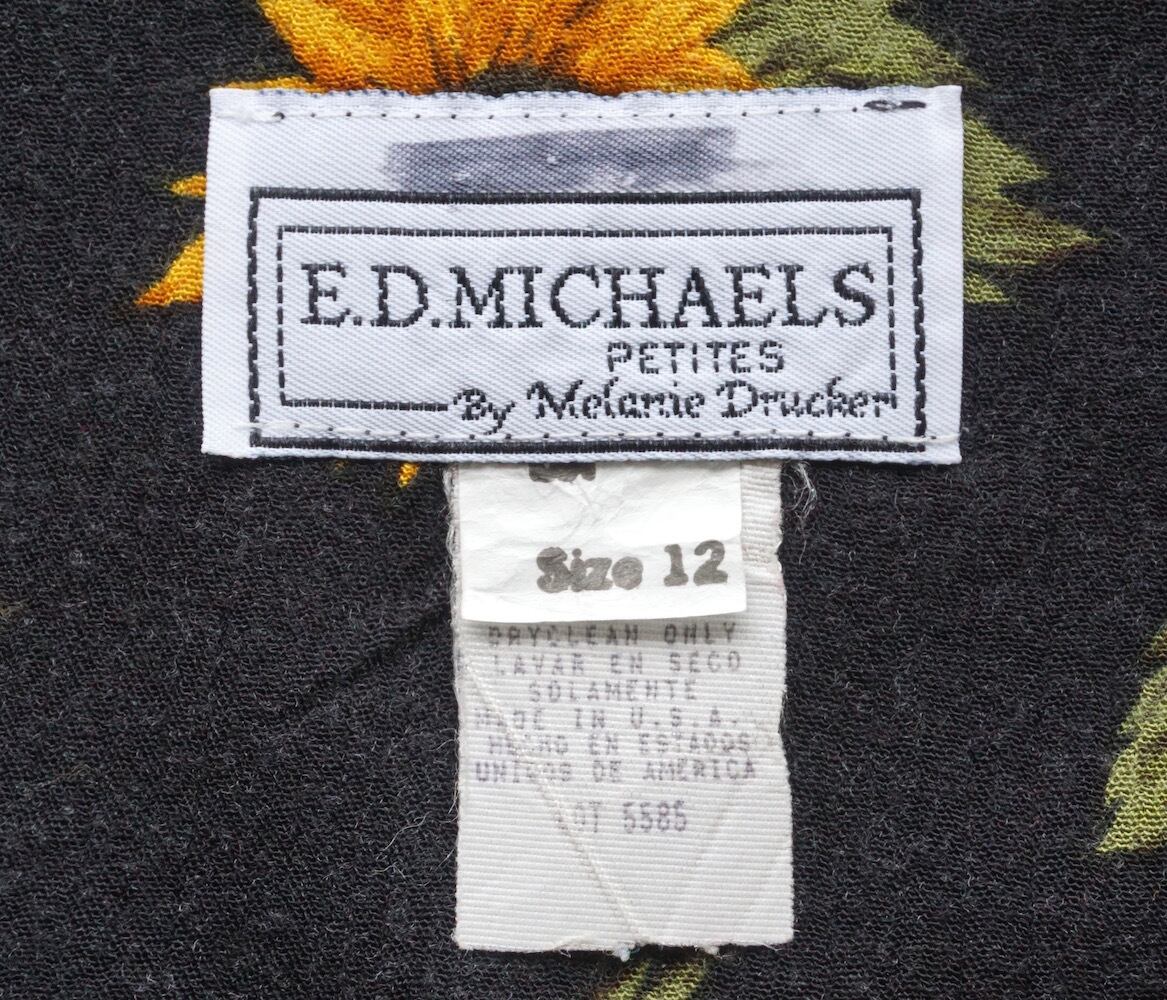 E.D.MICHAELS
PETITES
By Melanie Drucker
Size 12
DRYCLEAN ONLY
LAVAR EN SECO
SOLAMENTE
MADE IN U.S.A.
HECHO EN ESTADOS
UNIDOS DE AMERICA
5585